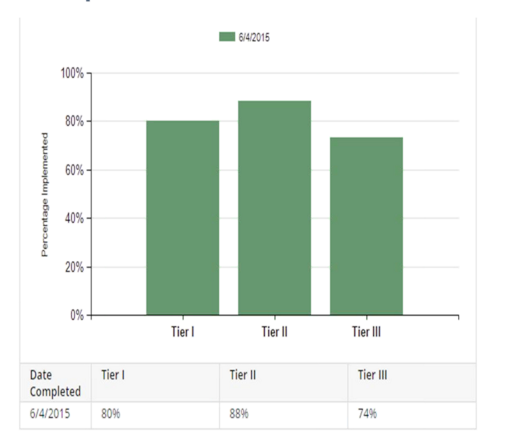 6/4/2015
100%
80%
60%
40%
20%
0%
Percentage Implemented
Tier I Tier II Tier III
Date Completed Tier I Tier II Tier III
6/4/2015 80% 88% 74%